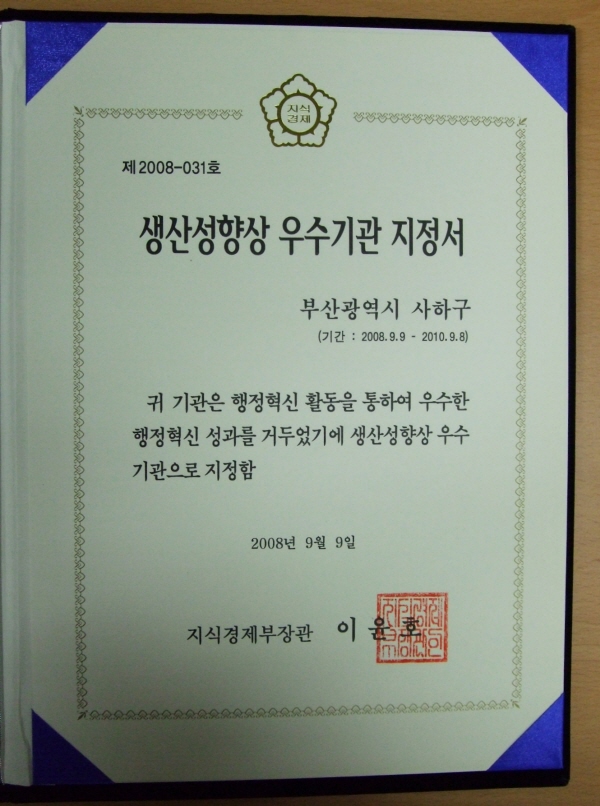 지식
경제
제2008-031호
생산성향상 우수기관 지정서
부산광역시 사하구
(기간 : 2008.9.9 - 2010.9.8)
귀 기관은 행정혁신 활동을 통하여 우수한
행정혁신 성과를 거두었기에 생산성향상 우수
기관으로 지정함
2008년 9월 9일
지식경제부장관 이윤호